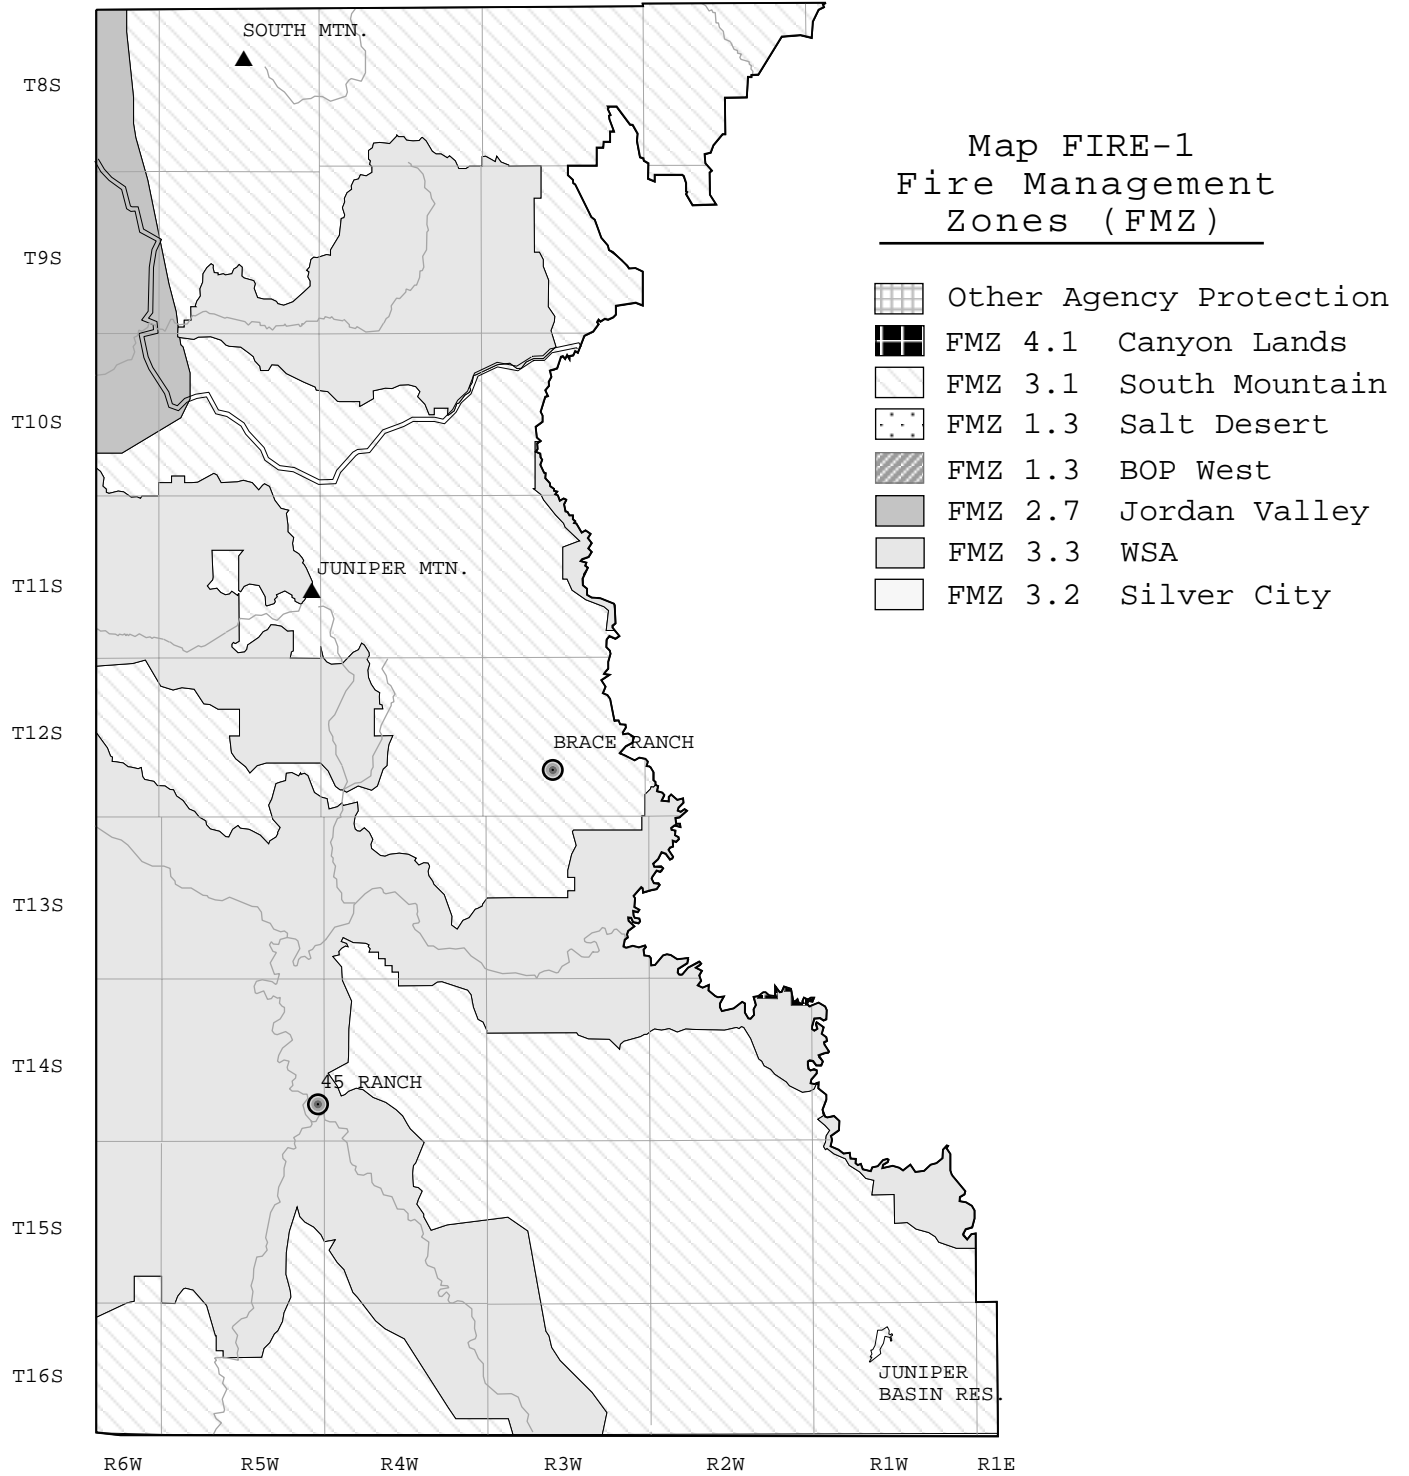 SOUTH MTN.
T8S
Map FIRE-1
Fire Management
Zones (FMZ)
T9S
Other Agency Protection
FMZ 4.1 Canyon Lands
FMZ 3.1 South Mountain
FMZ 1.3 Salt Desert
FMZ 1.3 BOP West
FMZ 2.7 Jordan Valley
FMZ 3.3 WSA
FMZ 3.2 Silver City
T10S
JUNIPER MTN.
T11S
T12S
BRACE RANCH
T13S
T14S
45 RANCH
T15S
T16S
JUNIPER
BASIN RES.
R6W R5W R4W R3W R2W R1W R1E